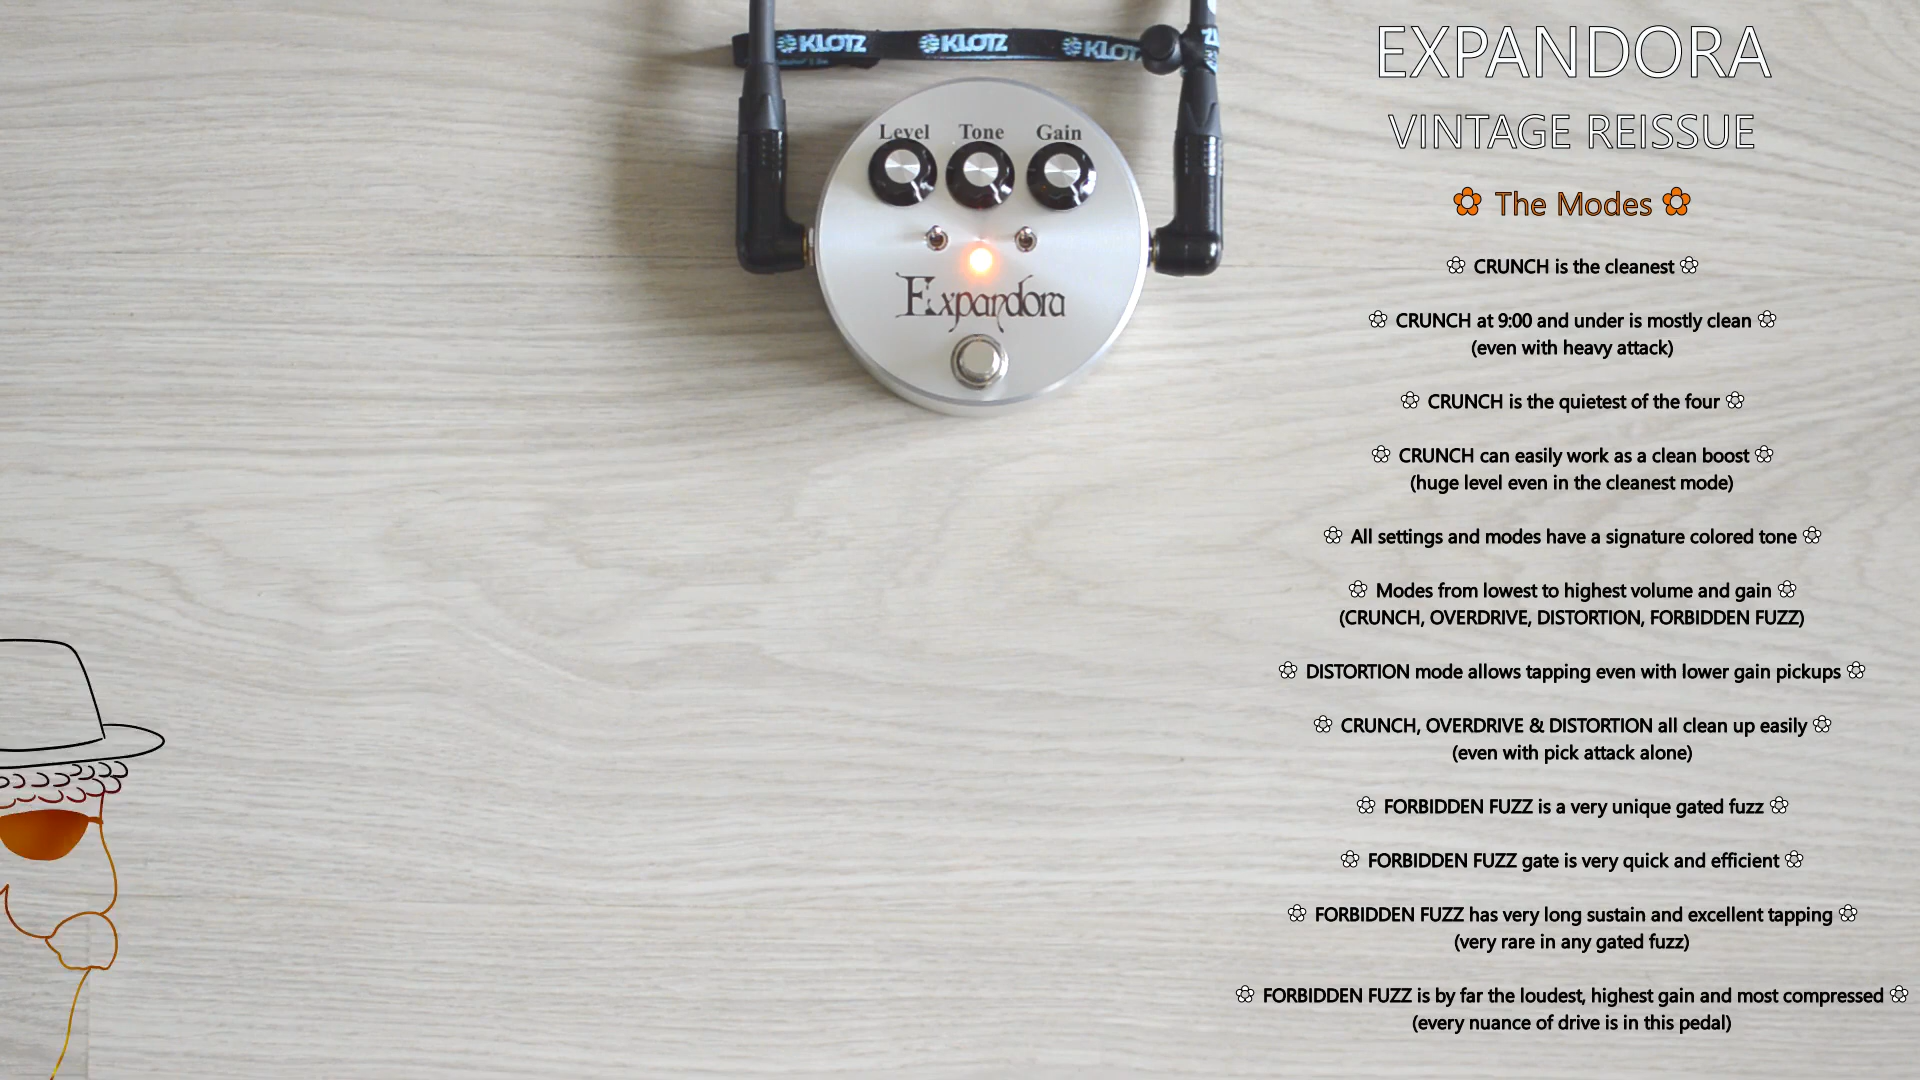 KLOTZ KLOTZ KLOTZ
Level Tone Gain
Expandora
EXPANDORA
VINTAGE REISSUE
The Modes
CRUNCH is the cleanest
CRUNCH at 9:00 and under is mostly clean
(even with heavy attack)
CRUNCH is the quietest of the four
CRUNCH can easily work as a clean boost
(huge level even in the cleanest mode)
All settings and modes have a signature colored tone
Modes from lowest to highest volume and gain
(CRUNCH, OVERDRIVE, DISTORTION, FORBIDDEN FUZZ)
DISTORTION mode allows tapping even with lower gain pickups
CRUNCH, OVERDRIVE & DISTORTION all clean up easily
(even with pick attack alone)
FORBIDDEN FUZZ is a very unique gated fuzz
FORBIDDEN FUZZ gate is very quick and efficient
FORBIDDEN FUZZ has very long sustain and excellent tapping
(very rare in any gated fuzz)
FORBIDDEN FUZZ is by far the loudest, highest gain and most compressed
(every nuance of drive is in this pedal)